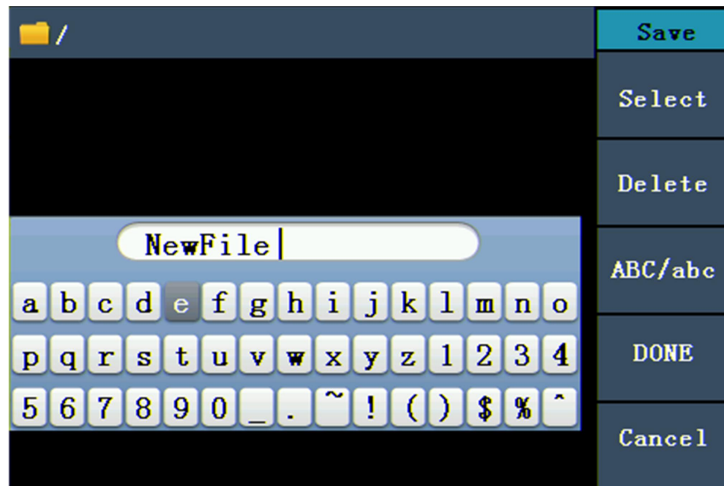 /
Save
Select
Delete
NewFile
ABC/abc
a b c d e f g h i j k l m n o
p q r s t u v w x y z 1 2 3 4
DONE
5 6 7 8 9 0 _ . ~ ! ( ) $ % ^
Cancel